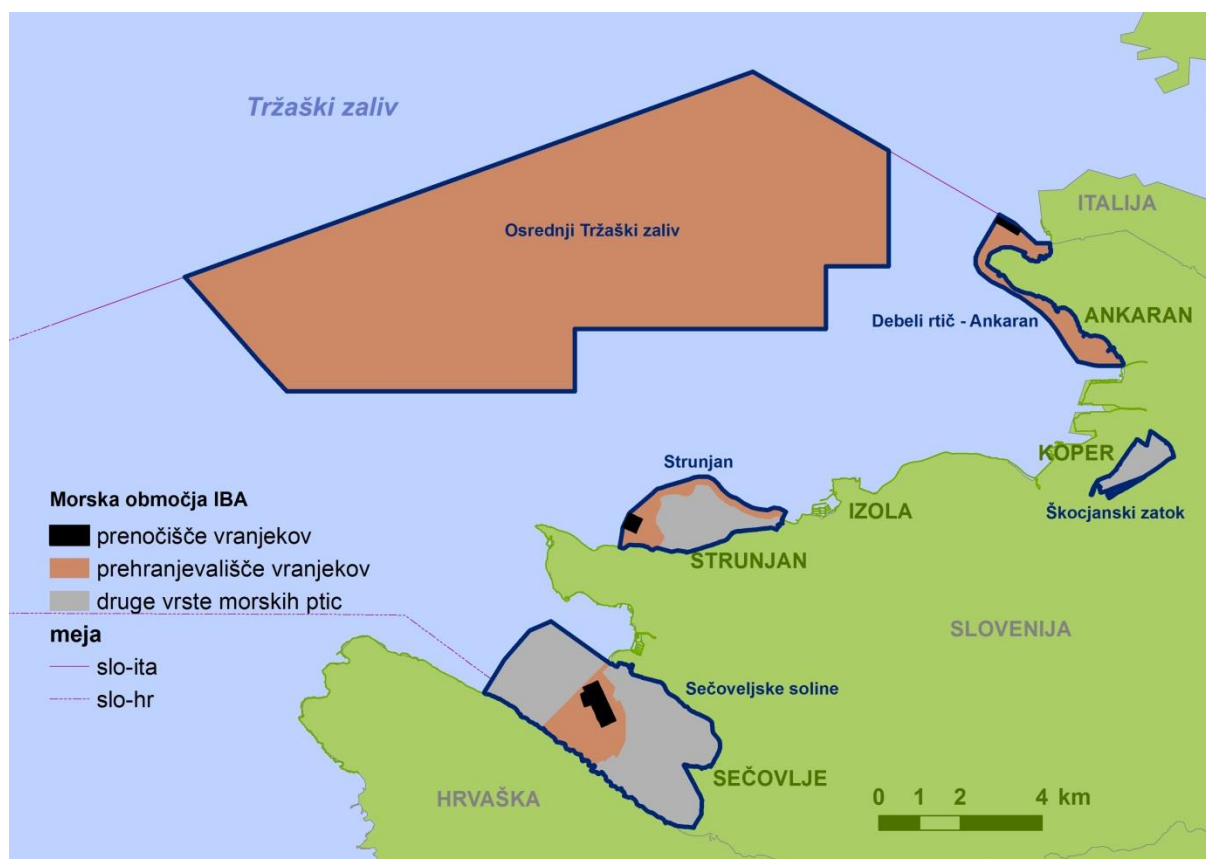 Tržaški zaliv
Osrednji Tržaški zaliv
ITALIJA
Debeli rtič - Ankaran
ANKARAN
KOPER
Škocjanski zatok
Strunjan
IZOLA
STRUNJAN
SLOVENIJA
Sečoveljske soline
SEČOVLJE
HRVAŠKA
Morska območja IBA
prenočišče vranjekov
prehranjevališče vranjekov
druge vrste morskih ptic
meja
slo-ita
slo-hr
0 1 2 4 km